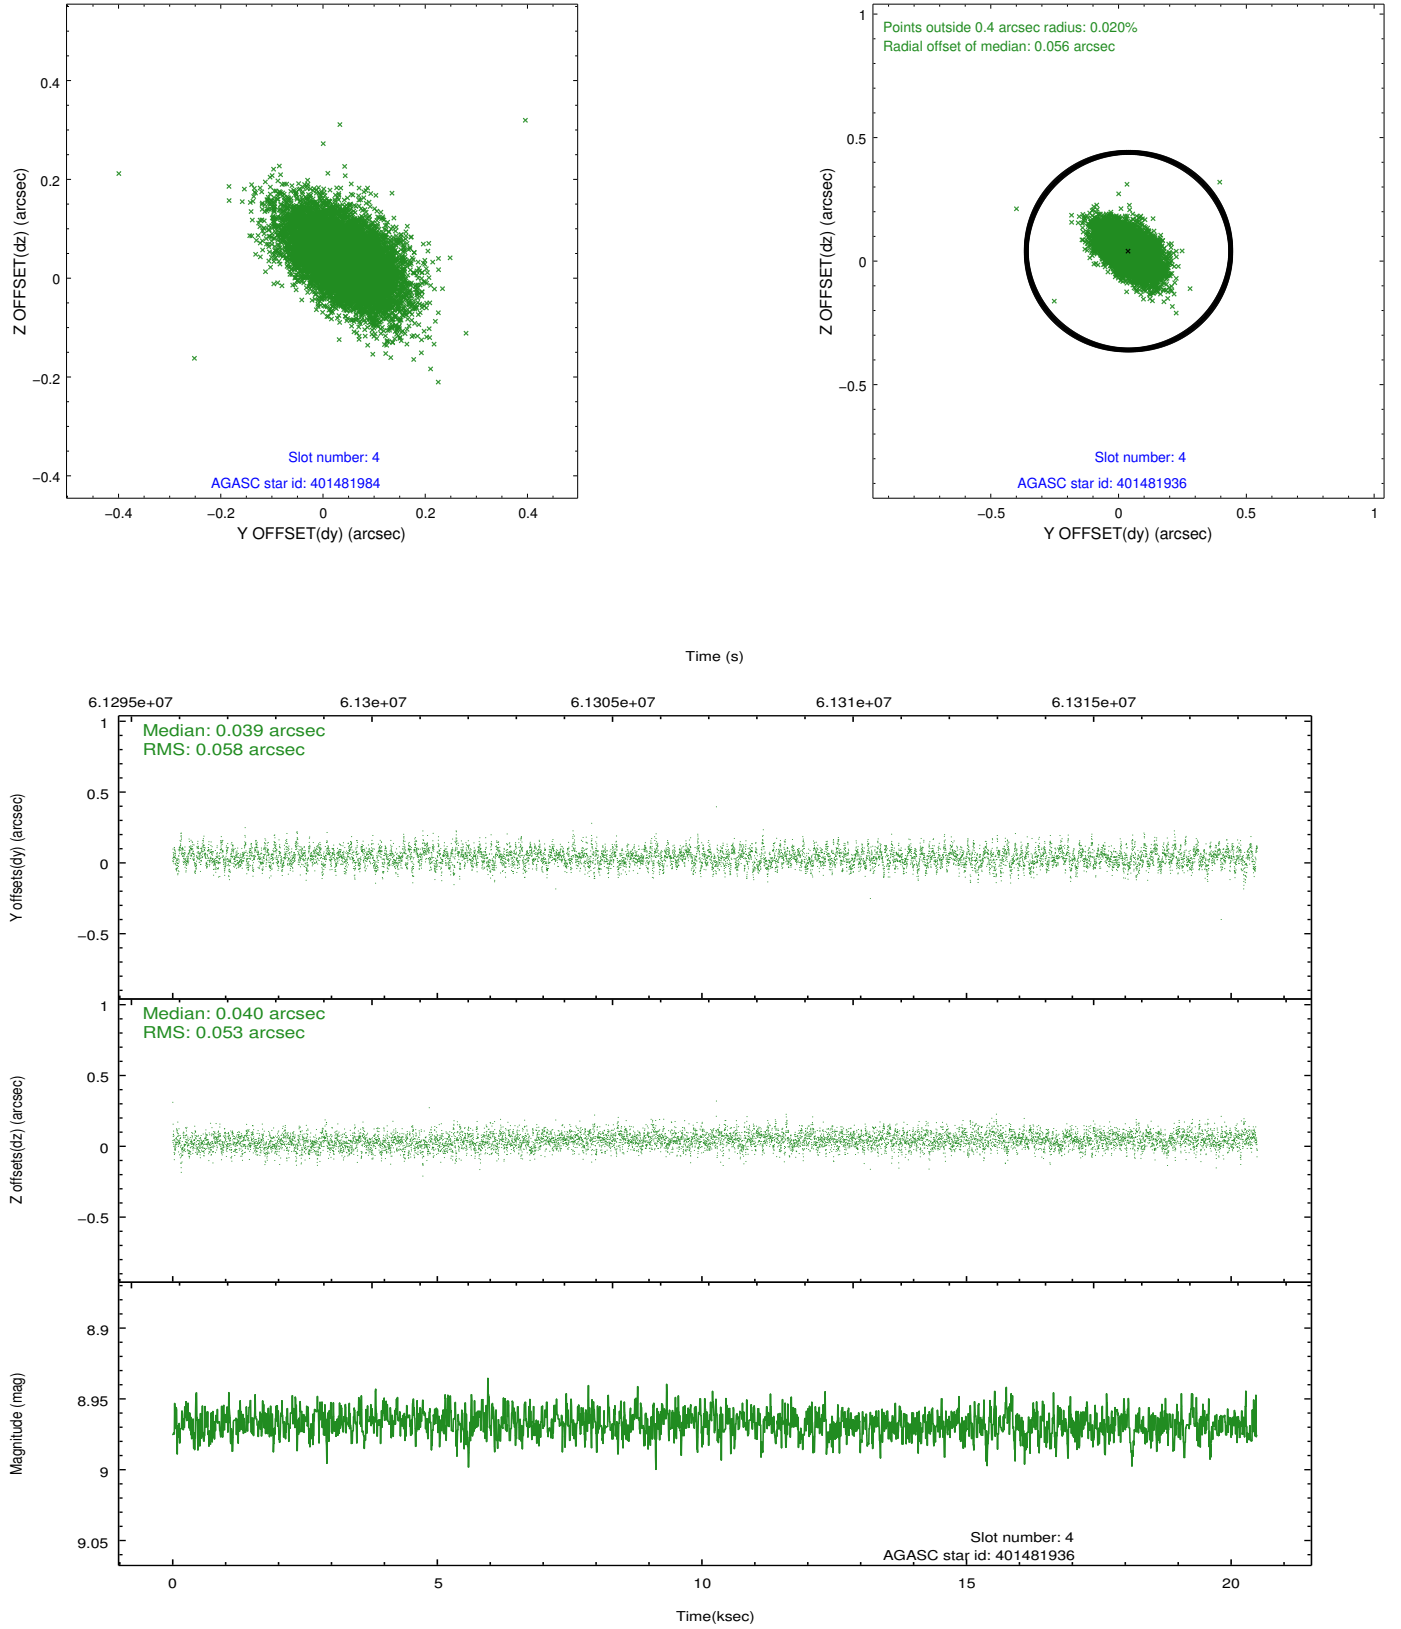 0.4
0.2
0
−0.2
−0.4
Z OFFSET(dz) (arcsec)
Slot number: 4
AGASC star id: 401481984
−0.4 −0.2 0 0.2 0.4
Y OFFSET(dy) (arcsec)
Points outside 0.4 arcsec radius: 0.020%
Radial offset of median: 0.056 arcsec
1
0.5
0
−0.5
Z OFFSET(dz) (arcsec)
Slot number: 4
AGASC star id: 401481936
−0.5 0 0.5 1
Y OFFSET(dy) (arcsec)
Time (s)
6.1295e+07 6.13e+07 6.1305e+07 6.131e+07 6.1315e+07
Median: 0.039 arcsec
RMS: 0.058 arcsec
1
0.5
0
−0.5
Y offsets(dy) (arcsec)
Median: 0.040 arcsec
RMS: 0.053 arcsec
1
0.5
0
−0.5
Z offsets(dz) (arcsec)
8.9
8.95
9
9.05
Magnitude (mag)
Slot number: 4
AGASC star id: 401481936
0 5 10 15 20
Time(ksec)